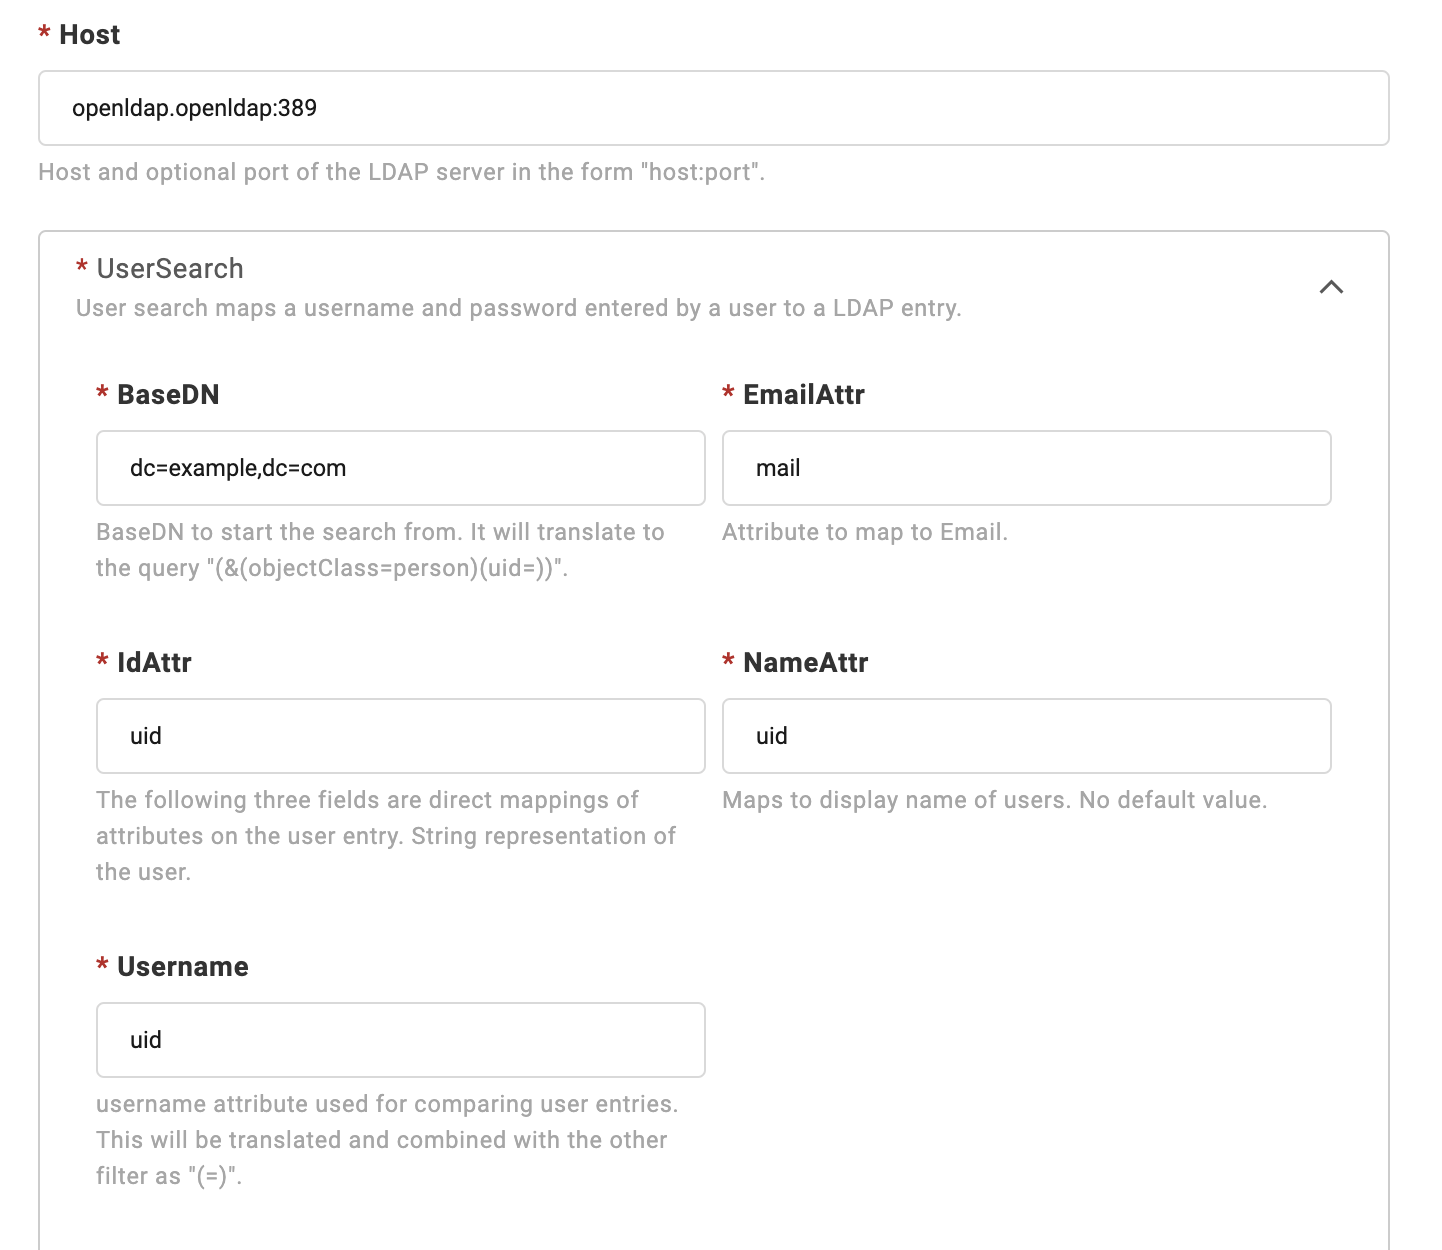 * Host
openldap.openldap:389
Host and optional port of the LDAP server in the form "host:port".
* UserSearch
User search maps a username and password entered by a user to a LDAP entry.
* BaseDN
dc=example,dc=com
BaseDN to start the search from. It will translate to
the query "(&(objectClass=person)(uid=))".
* EmailAttr
mail
Attribute to map to Email.
* IdAttr
uid
The following three fields are direct mappings of
attributes on the user entry. String representation of
the user.
* NameAttr
uid
Maps to display name of users. No default value.
* Username
uid
username attribute used for comparing user entries.
This will be translated and combined with the other
filter as "(=)".